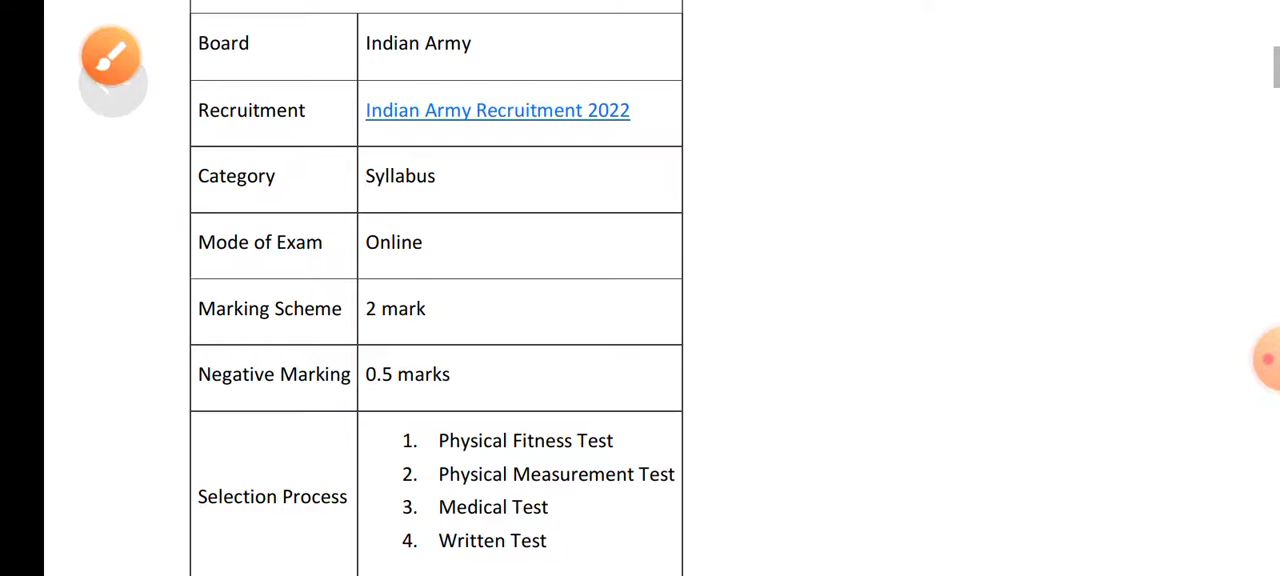 Board Indian Army
Recruitment Indian Army Recruitment 2022
Category Syllabus
Mode of Exam Online
Marking Scheme 2 mark
Negative Marking 0.5 marks
Selection Process
1. Physical Fitness Test
2. Physical Measurement Test
3. Medical Test
4. Written Test